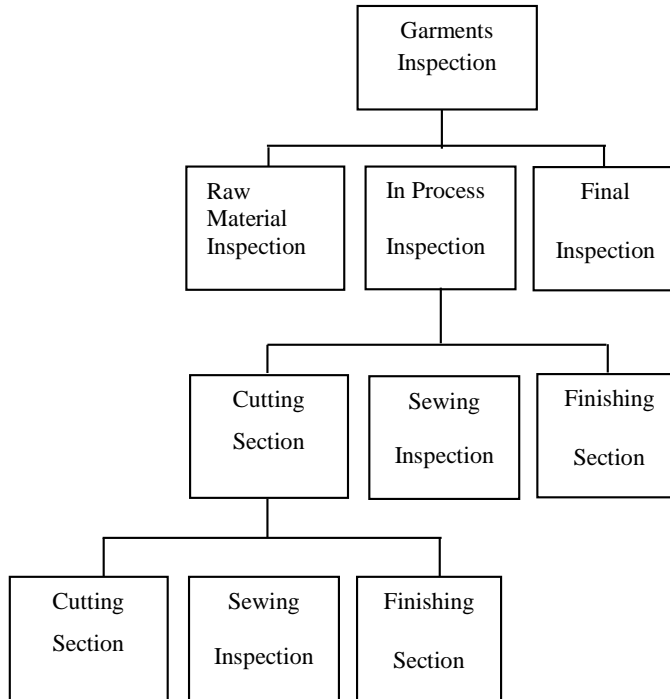 Garments
Inspection
Raw
Material
Inspection
In Process
Inspection
Final
Inspection
Cutting
Section
Sewing
Inspection
Finishing
Section
Cutting
Section
Sewing
Inspection
Finishing
Section